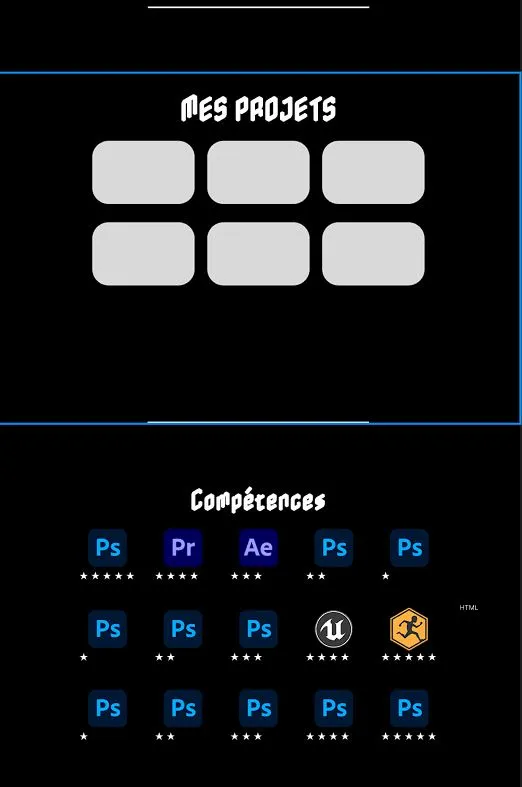 MES PROJETS
Compétences
Ps Pr Ae Ps Ps
★★★★★ ★★★★ ★★★ ★★ ★
HTML
Ps Ps Ps
★ ★★ ★★★ ★★★★ ★★★★★
Ps Ps Ps Ps Ps
★ ★★ ★★★ ★★★★ ★★★★★